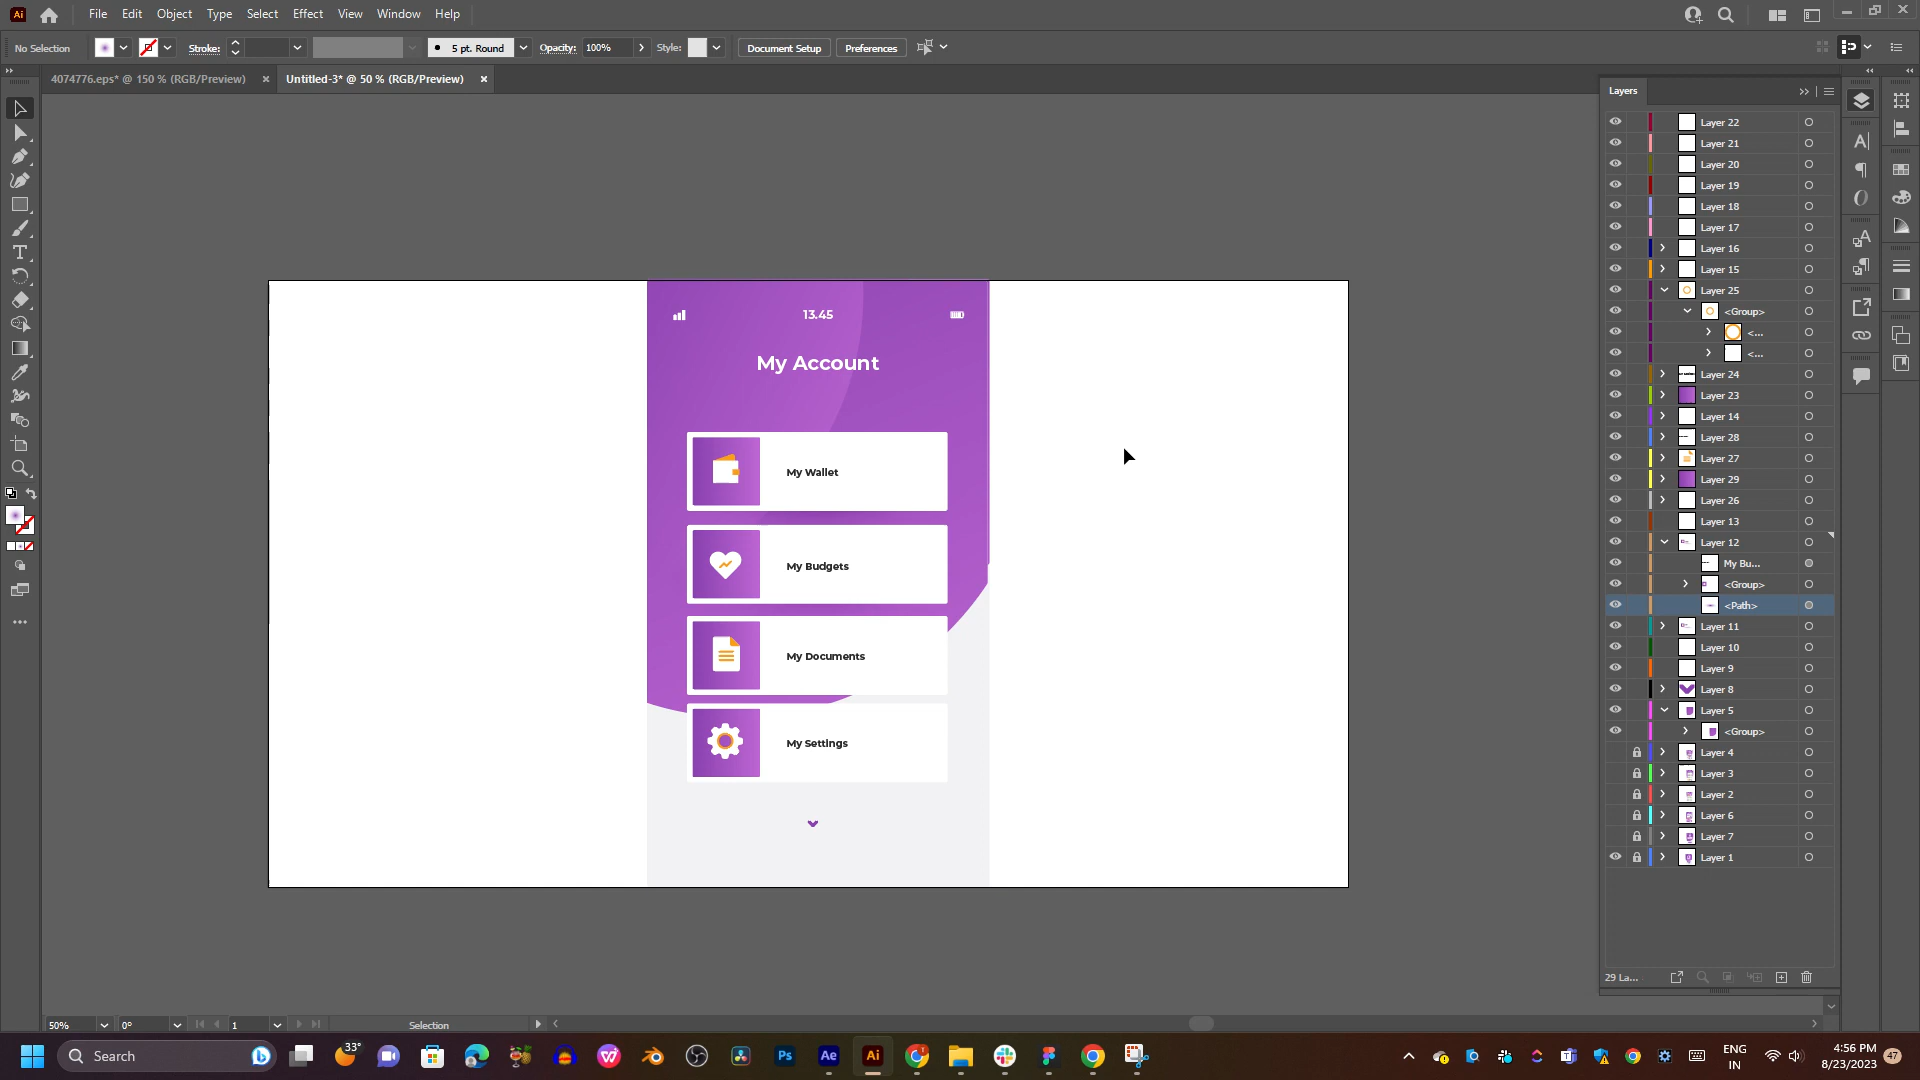 Ai File Edit Object Type Select Effect View Window Help
No Selection Stroke: 5 pt. Round Opacity: 100% Style: Document Setup Preferences
4074776.eps* @ 150 % (RGB/Preview) × Untitled-3* @ 50 % (RGB/Preview) ×
Layers
Layer 22
Layer 21
Layer 20
Layer 19
Layer 18
Layer 17
Layer 16
Layer 15
Layer 25
<Group>
<...
<...
Layer 24
Layer 23
Layer 14
Layer 28
Layer 27
Layer 29
Layer 26
Layer 13
Layer 12
My Bu...
<Group>
<Path>
Layer 11
Layer 10
Layer 9
Layer 8
Layer 5
<Group>
Layer 4
Layer 3
Layer 2
Layer 6
Layer 7
Layer 1
29 La...
13.45
My Account
My Wallet
My Budgets
My Documents
My Settings
50% 0° 1 Selection
Search Ps Ae Ai
33°
ENG
IN
4:56 PM
8/23/2023
47